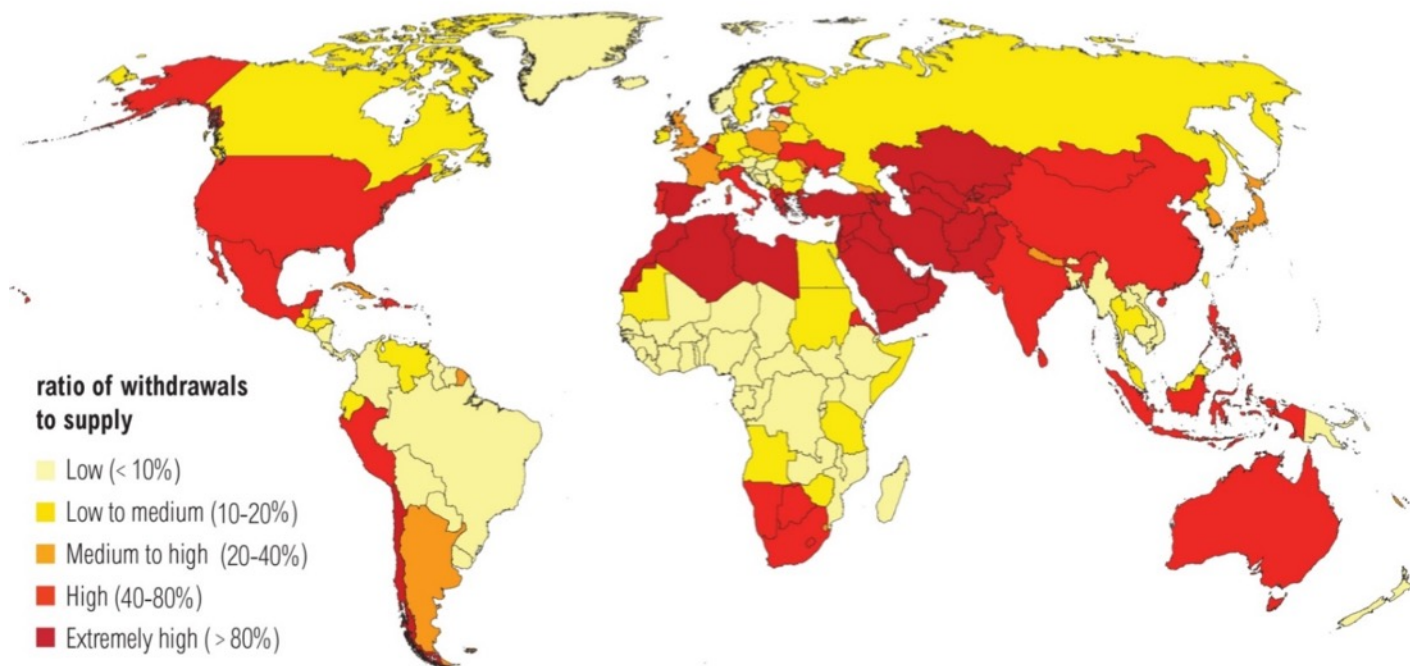 ratio of withdrawals
to supply
Low (< 10%)
Low to medium (10-20%)
Medium to high (20-40%)
High (40-80%)
Extremely high (> 80%)